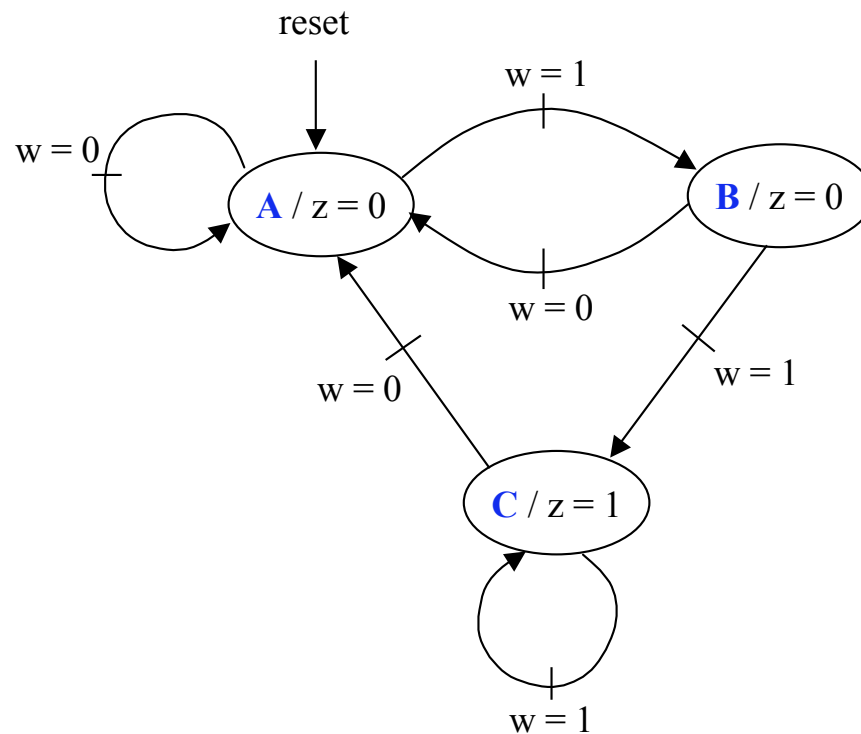 reset
w = 1
w = 0
A / z = 0
B / z = 0
w = 0
w = 0
w = 1
C / z = 1
w = 1